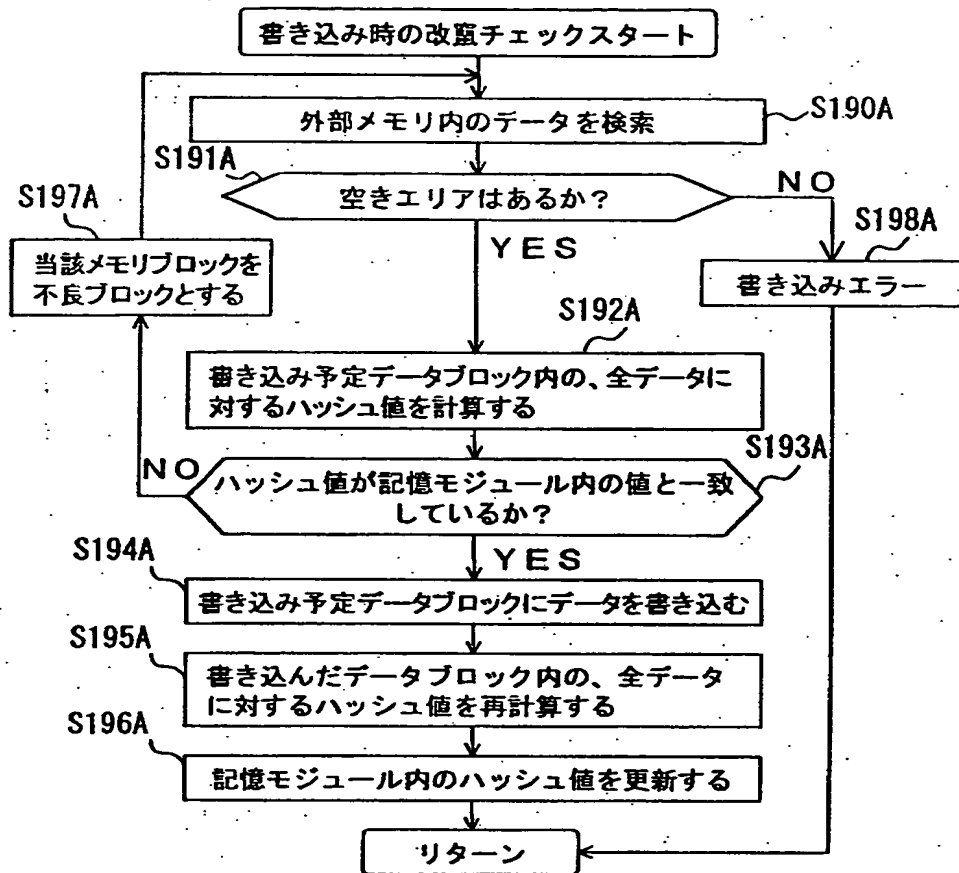 書き込み時の改竄チェックスタート
外部メモリ内のデータを検索
S190A
S191A
空きエリアはあるか？
NO
S197A
当該メモリブロックを
不良ブロックとする
YES
S198A
書き込みエラー
S192A
書き込み予定データブロック内の、全データに
対するハッシュ値を計算する
S193A
NO
ハッシュ値が記憶モジュール内の値と一致
しているか？
YES
S194A
書き込み予定データブロックにデータを書き込む
S195A
書き込んだデータブロック内の、全データ
に対するハッシュ値を再計算する
S196A
記憶モジュール内のハッシュ値を更新する
リターン